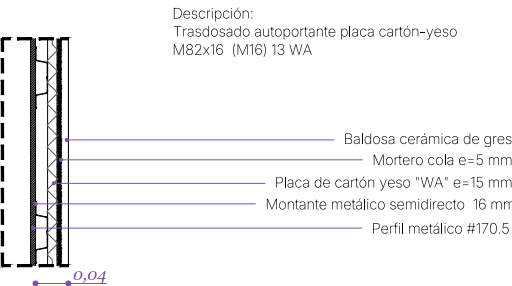 Descripción:
Trasdosado autoportante placa cartón-yeso
M82x16 (M16) 13 WA
Baldosa cerámica de gres
Mortero cola e=5 mm
Placa de cartón yeso "WA" e=15 mm
Montante metálico semidirecto 16 mm
Perfil metálico #170.5
0,04